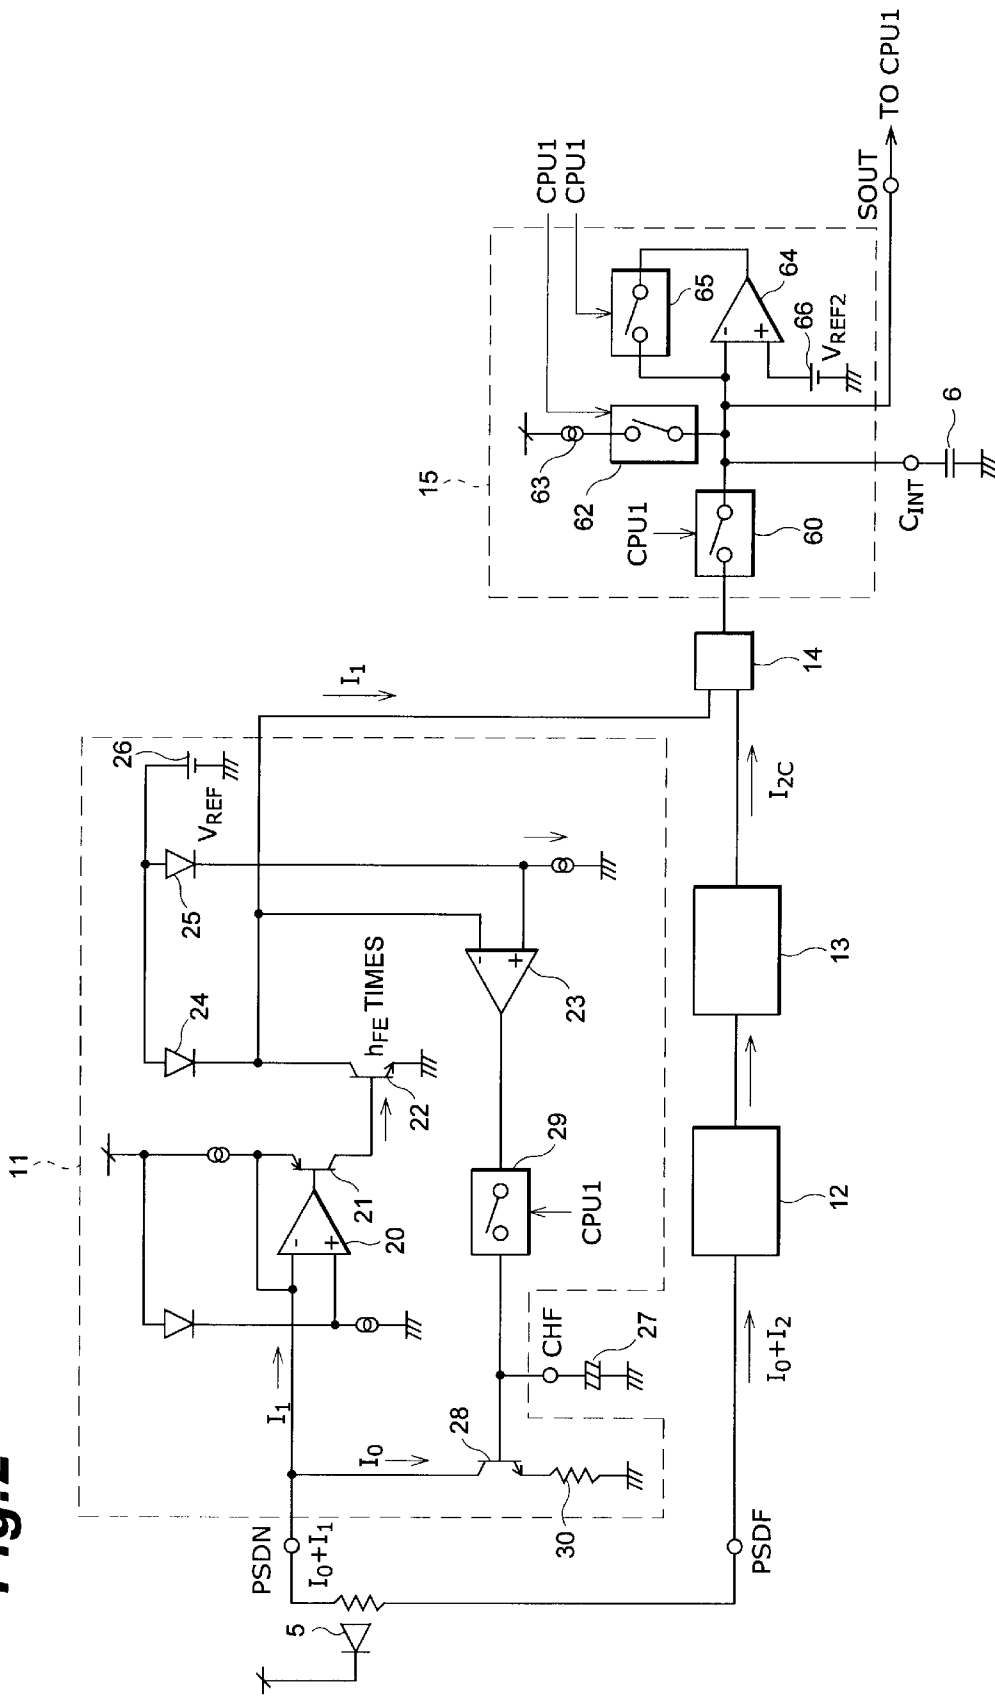 Fig.2
11
26
VREF
25
24
hFE TIMES
22
21
20
23
29
CPU1
I1
I1
I0
28
CHF
27
30
PSDN
I0+I1
5
PSDF
I0+I2
12
13
I2C
14
15
CPU1
60
62
63
CPU1
CPU1
65
64
66
VREF2
CINT
6
SOUT
TO CPU1